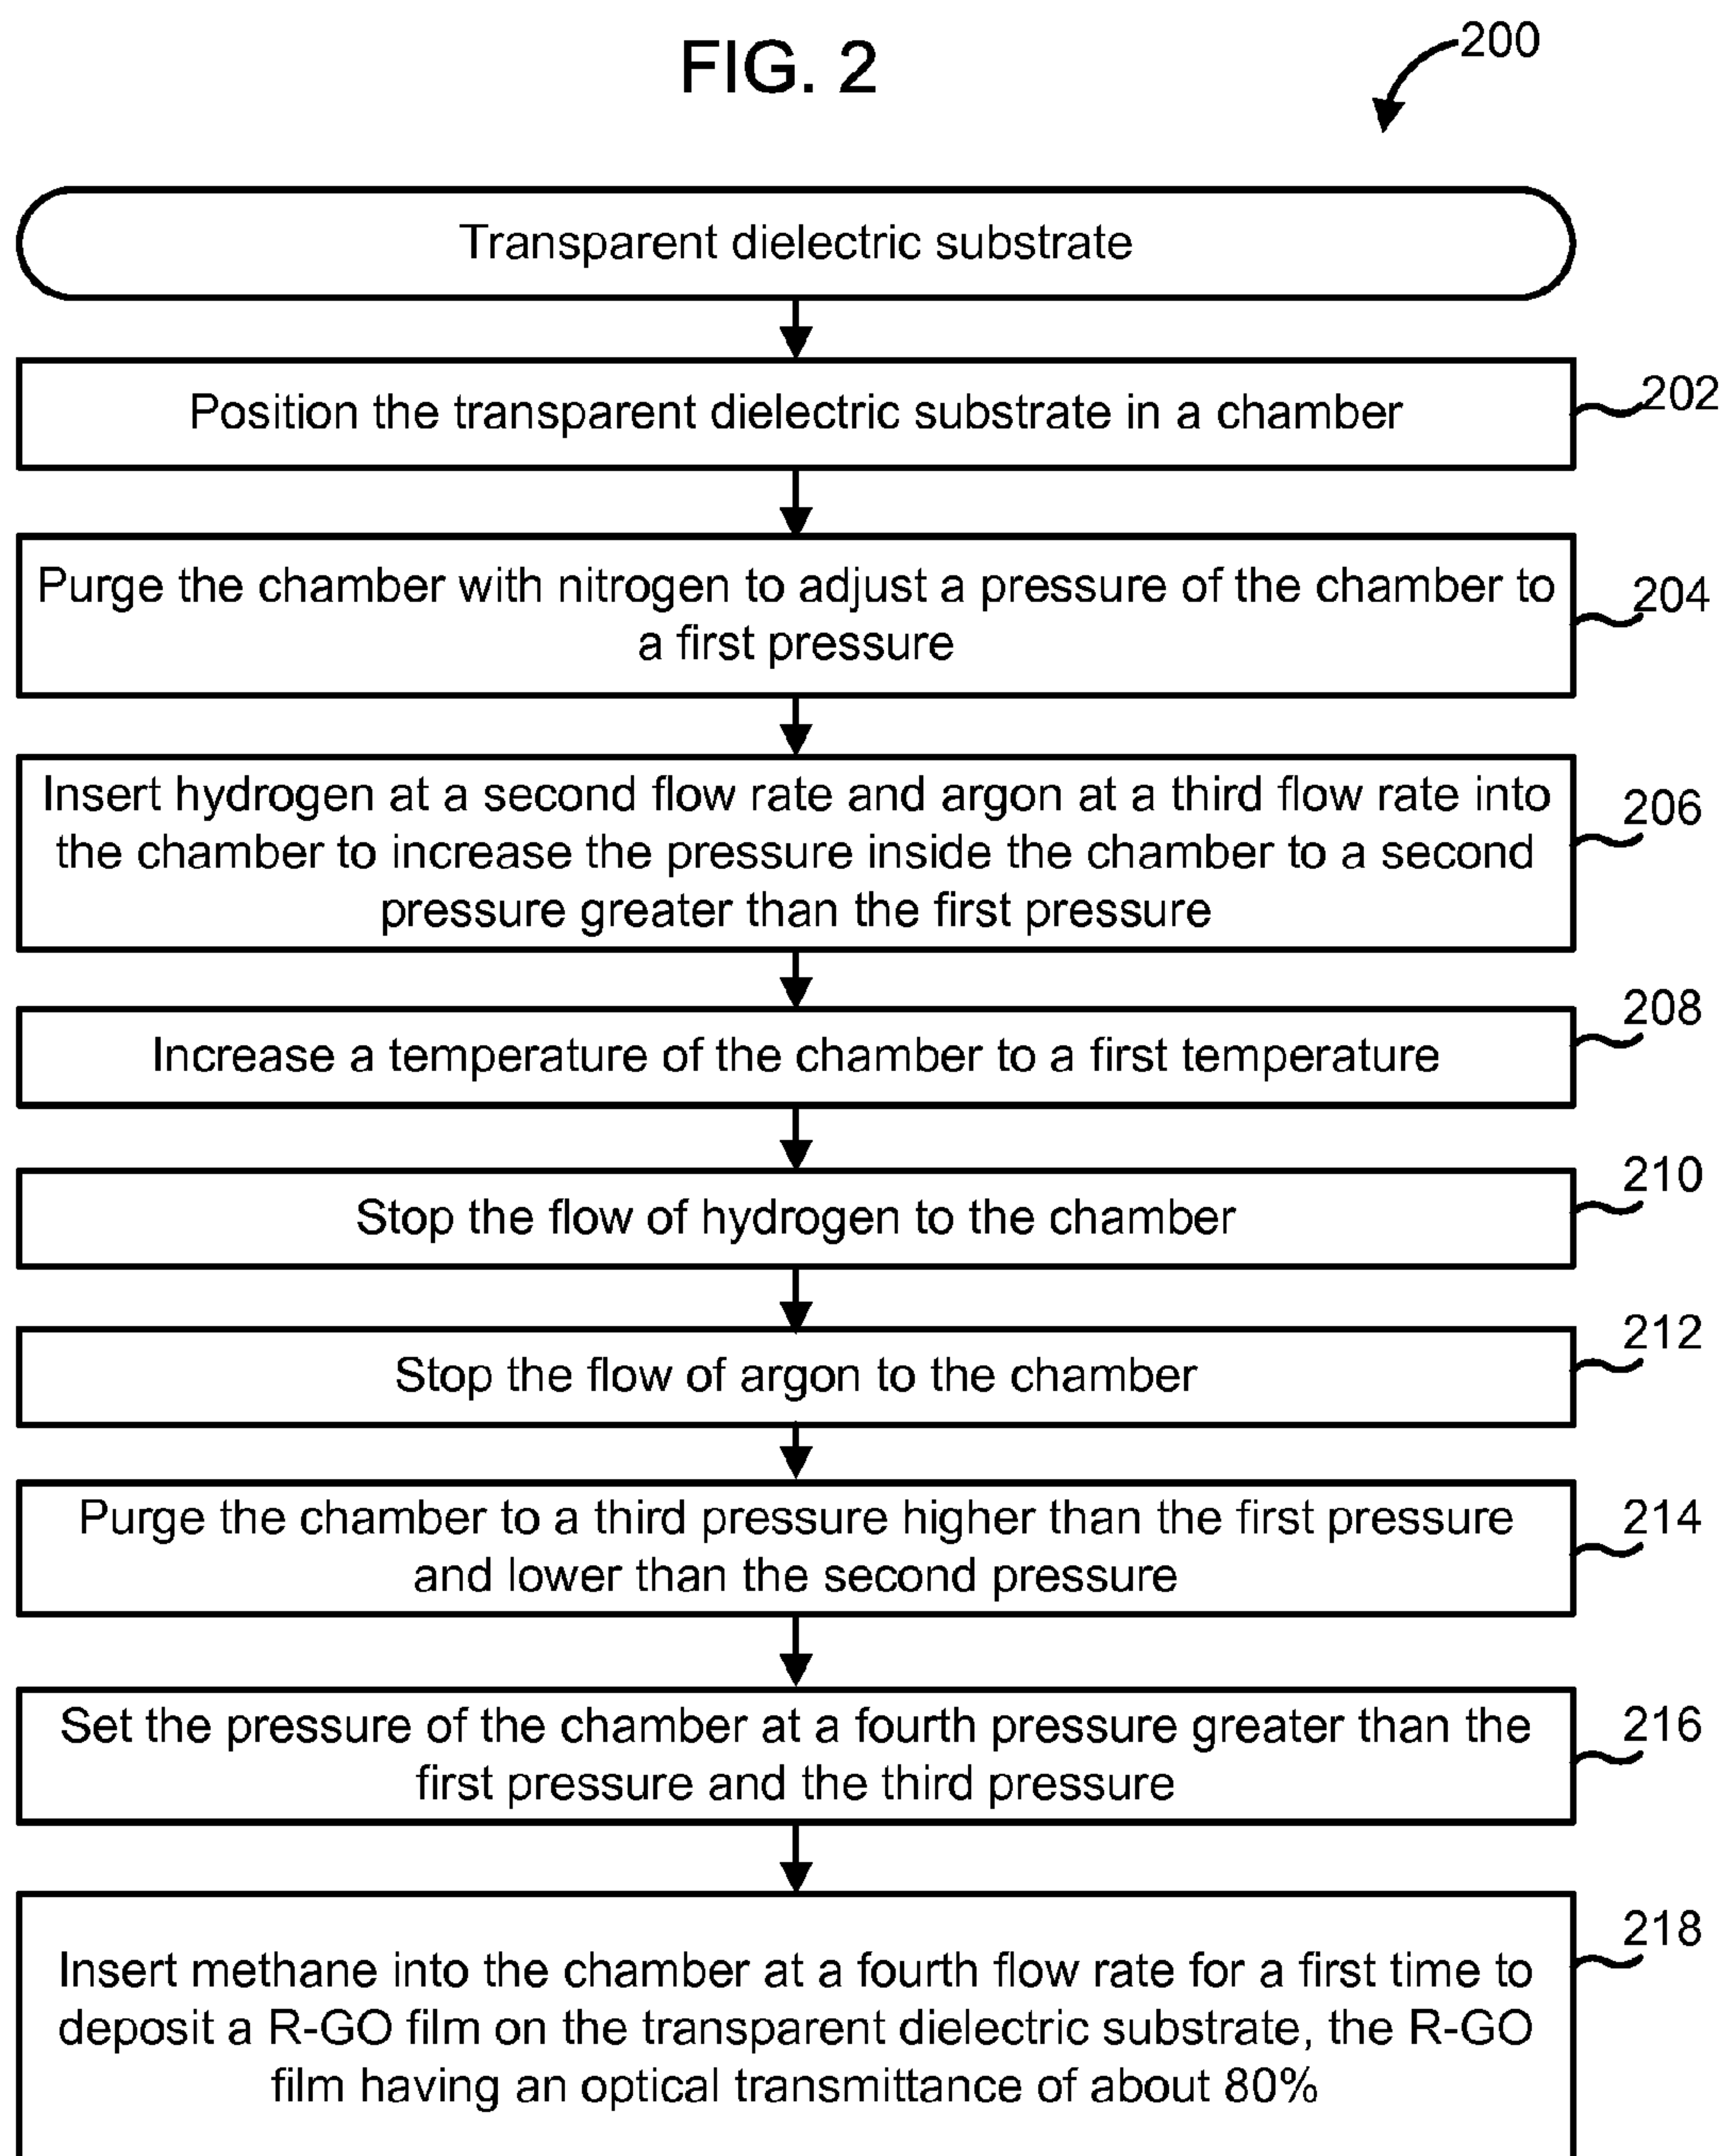 FIG. 2
200
Transparent dielectric substrate
Position the transparent dielectric substrate in a chamber
202
Purge the chamber with nitrogen to adjust a pressure of the chamber to
a first pressure
204
Insert hydrogen at a second flow rate and argon at a third flow rate into
the chamber to increase the pressure inside the chamber to a second
pressure greater than the first pressure
206
Increase a temperature of the chamber to a first temperature
208
Stop the flow of hydrogen to the chamber
210
Stop the flow of argon to the chamber
212
Purge the chamber to a third pressure higher than the first pressure
and lower than the second pressure
214
Set the pressure of the chamber at a fourth pressure greater than the
first pressure and the third pressure
216
Insert methane into the chamber at a fourth flow rate for a first time to
deposit a R-GO film on the transparent dielectric substrate, the R-GO
film having an optical transmittance of about 80%
218